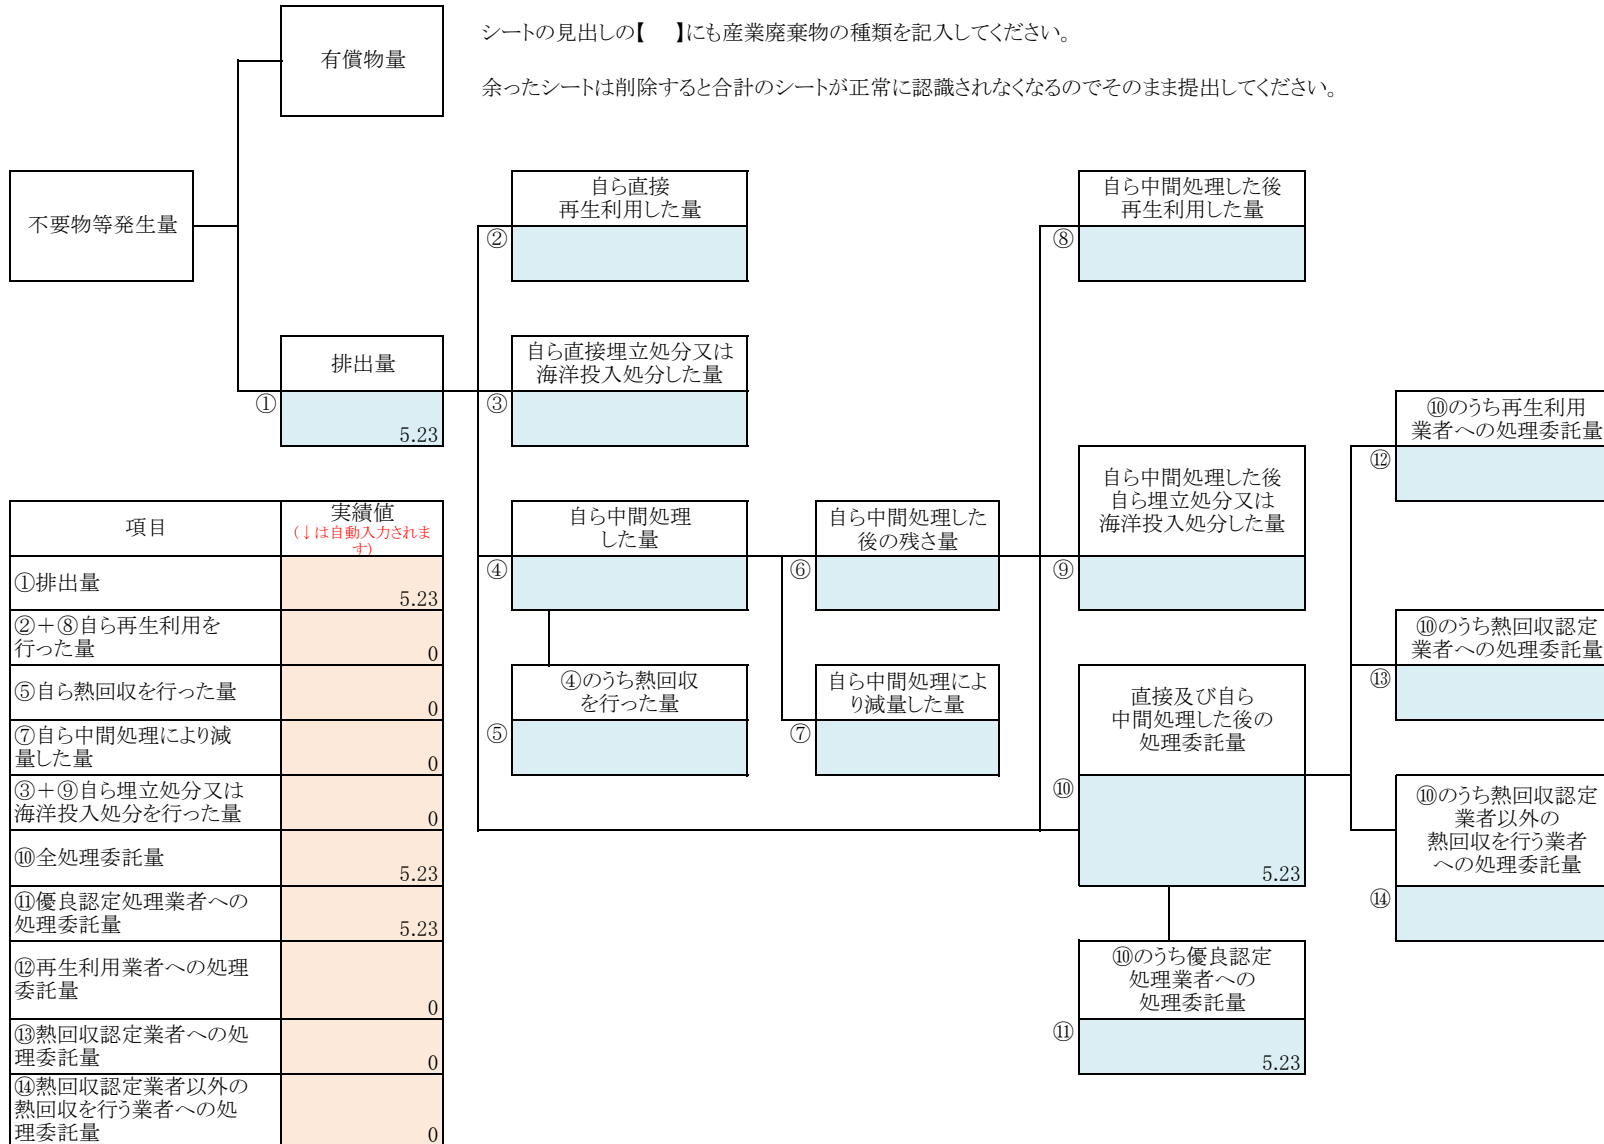 有償物量
シートの見出しの【　】にも産業廃棄物の種類を記入してください。
余ったシートは削除すると合計のシートが正常に認識されなくなるのでそのまま提出してください。
不要物等発生量
自ら直接
再生利用した量
②
自ら中間処理した後
再生利用した量
⑧
排出量
①
5.23
自ら直接埋立処分又は
海洋投入処分した量
③
⑩のうち再生利用
業者への処理委託量
⑫
自ら中間処理
した量
④
自ら中間処理した
後の残さ量
⑥
自ら中間処理した後
自ら埋立処分又は
海洋投入処分した量
⑨
⑩のうち熱回収認定
業者への処理委託量
⑬
④のうち熱回収
を行った量
⑤
自ら中間処理によ
り減量した量
⑦
直接及び自ら
中間処理した後の
処理委託量
⑩
5.23
⑩のうち熱回収認定
業者以外の
熱回収を行う業者
への処理委託量
⑭
⑩のうち優良認定
処理業者への
処理委託量
⑪
5.23
項目
実績値
(↓は自動入力されま
す)
①排出量
5.23
②＋⑧自ら再生利用を
行った量
0
⑤自ら熱回収を行った量
0
⑦自ら中間処理により減
量した量
0
③＋⑨自ら埋立処分又は
海洋投入処分を行った量
0
⑩全処理委託量
5.23
⑪優良認定処理業者への
処理委託量
5.23
⑫再生利用業者への処理
委託量
0
⑬熱回収認定業者への処
理委託量
0
⑭熱回収認定業者以外の
熱回収を行う業者への処
理委託量
0